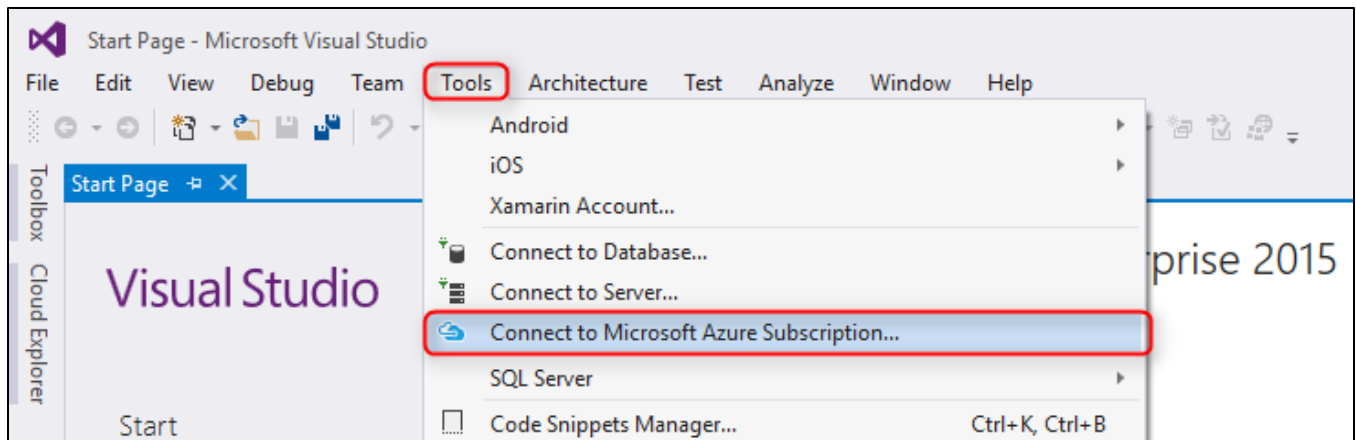 Start Page - Microsoft Visual Studio
File Edit View Debug Team Tools Architecture Test Analyze Window Help
Android
iOS
Toolbox
Start Page
Xamarin Account...
Connect to Database...
prise 2015
Visual Studio
Connect to Server...
Cloud Explorer
Connect to Microsoft Azure Subscription...
SQL Server
Start
Code Snippets Manager... Ctrl+K, Ctrl+B